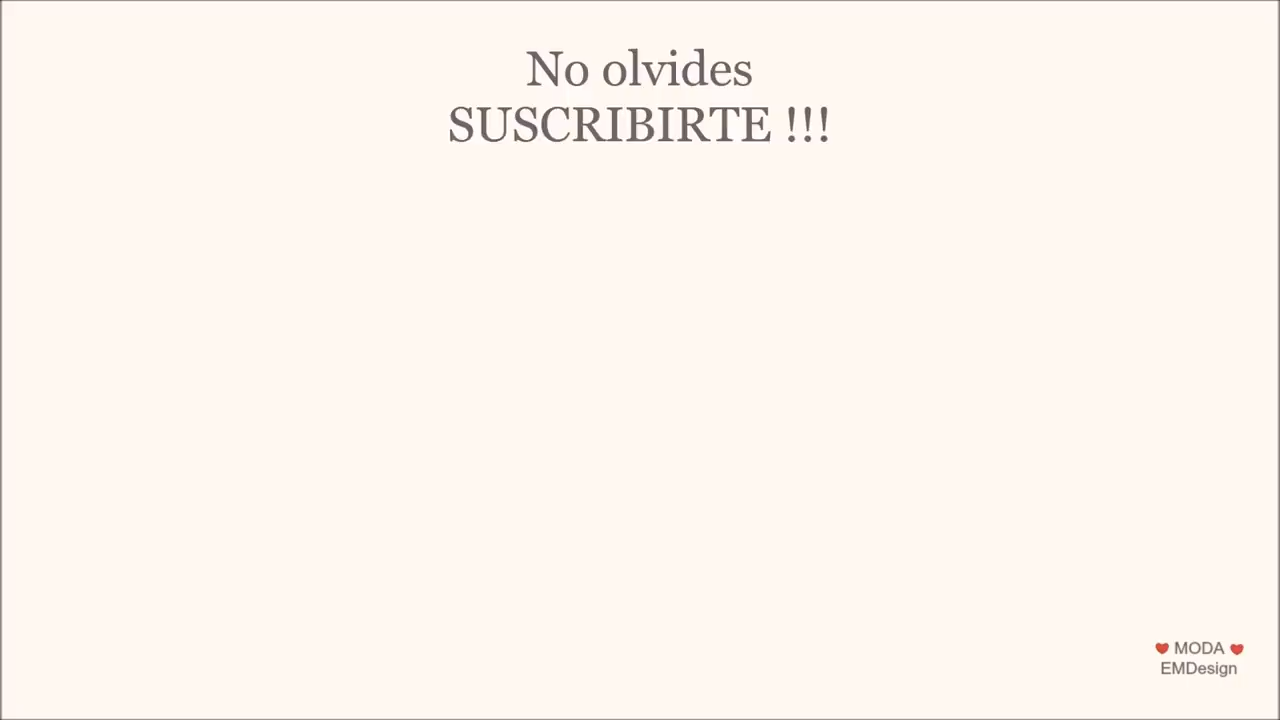 No olvides
SUSCRIBIRTE !!!
❤ MODA ❤
EMDesign